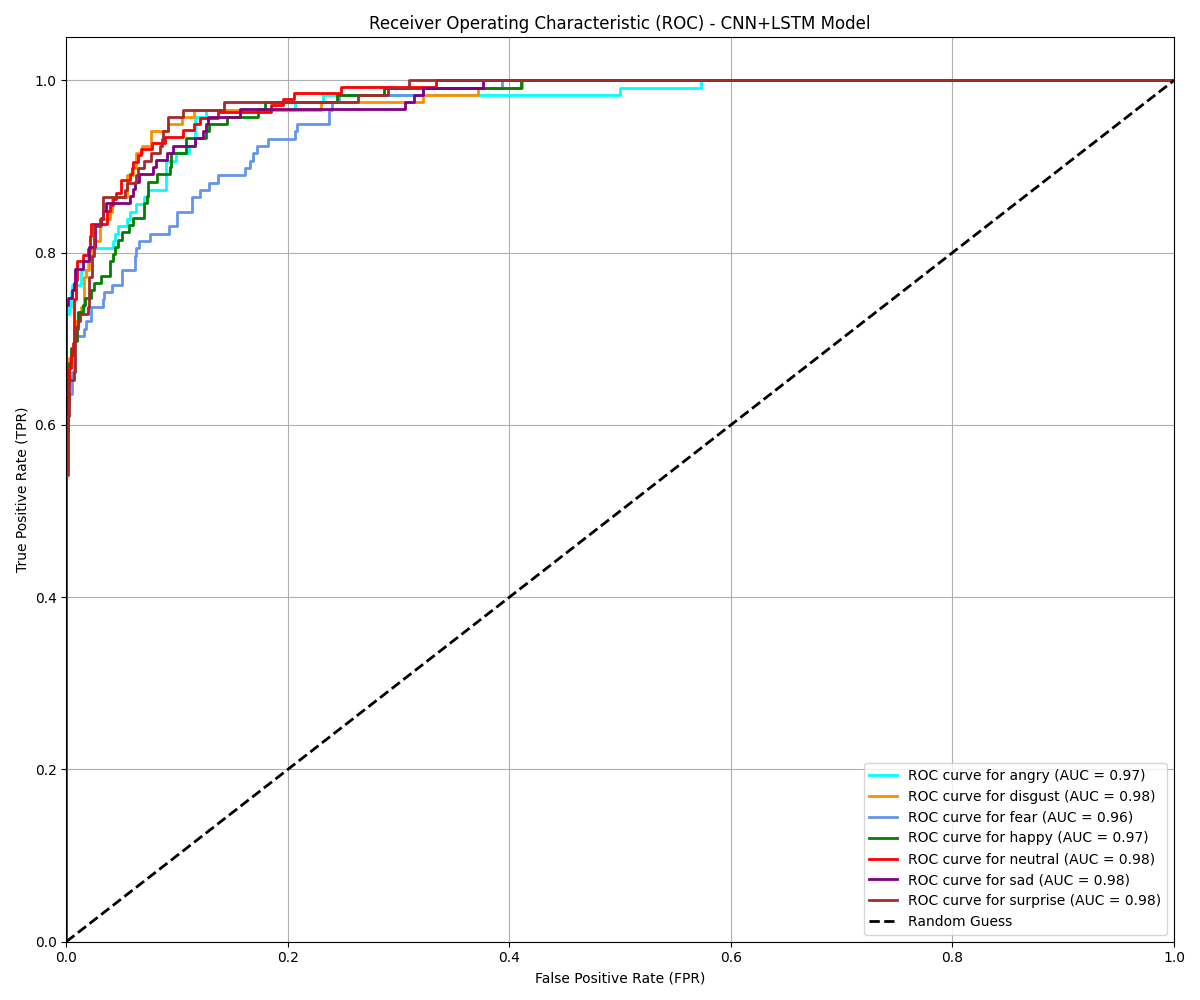 Receiver Operating Characteristic (ROC) - CNN+LSTM Model
True Positive Rate (TPR)
1.0
0.8
0.6
0.4
0.2
0.0
0.0 0.2 0.4 0.6 0.8 1.0
False Positive Rate (FPR)
ROC curve for angry (AUC = 0.97)
ROC curve for disgust (AUC = 0.98)
ROC curve for fear (AUC = 0.96)
ROC curve for happy (AUC = 0.97)
ROC curve for neutral (AUC = 0.98)
ROC curve for sad (AUC = 0.98)
ROC curve for surprise (AUC = 0.98)
Random Guess